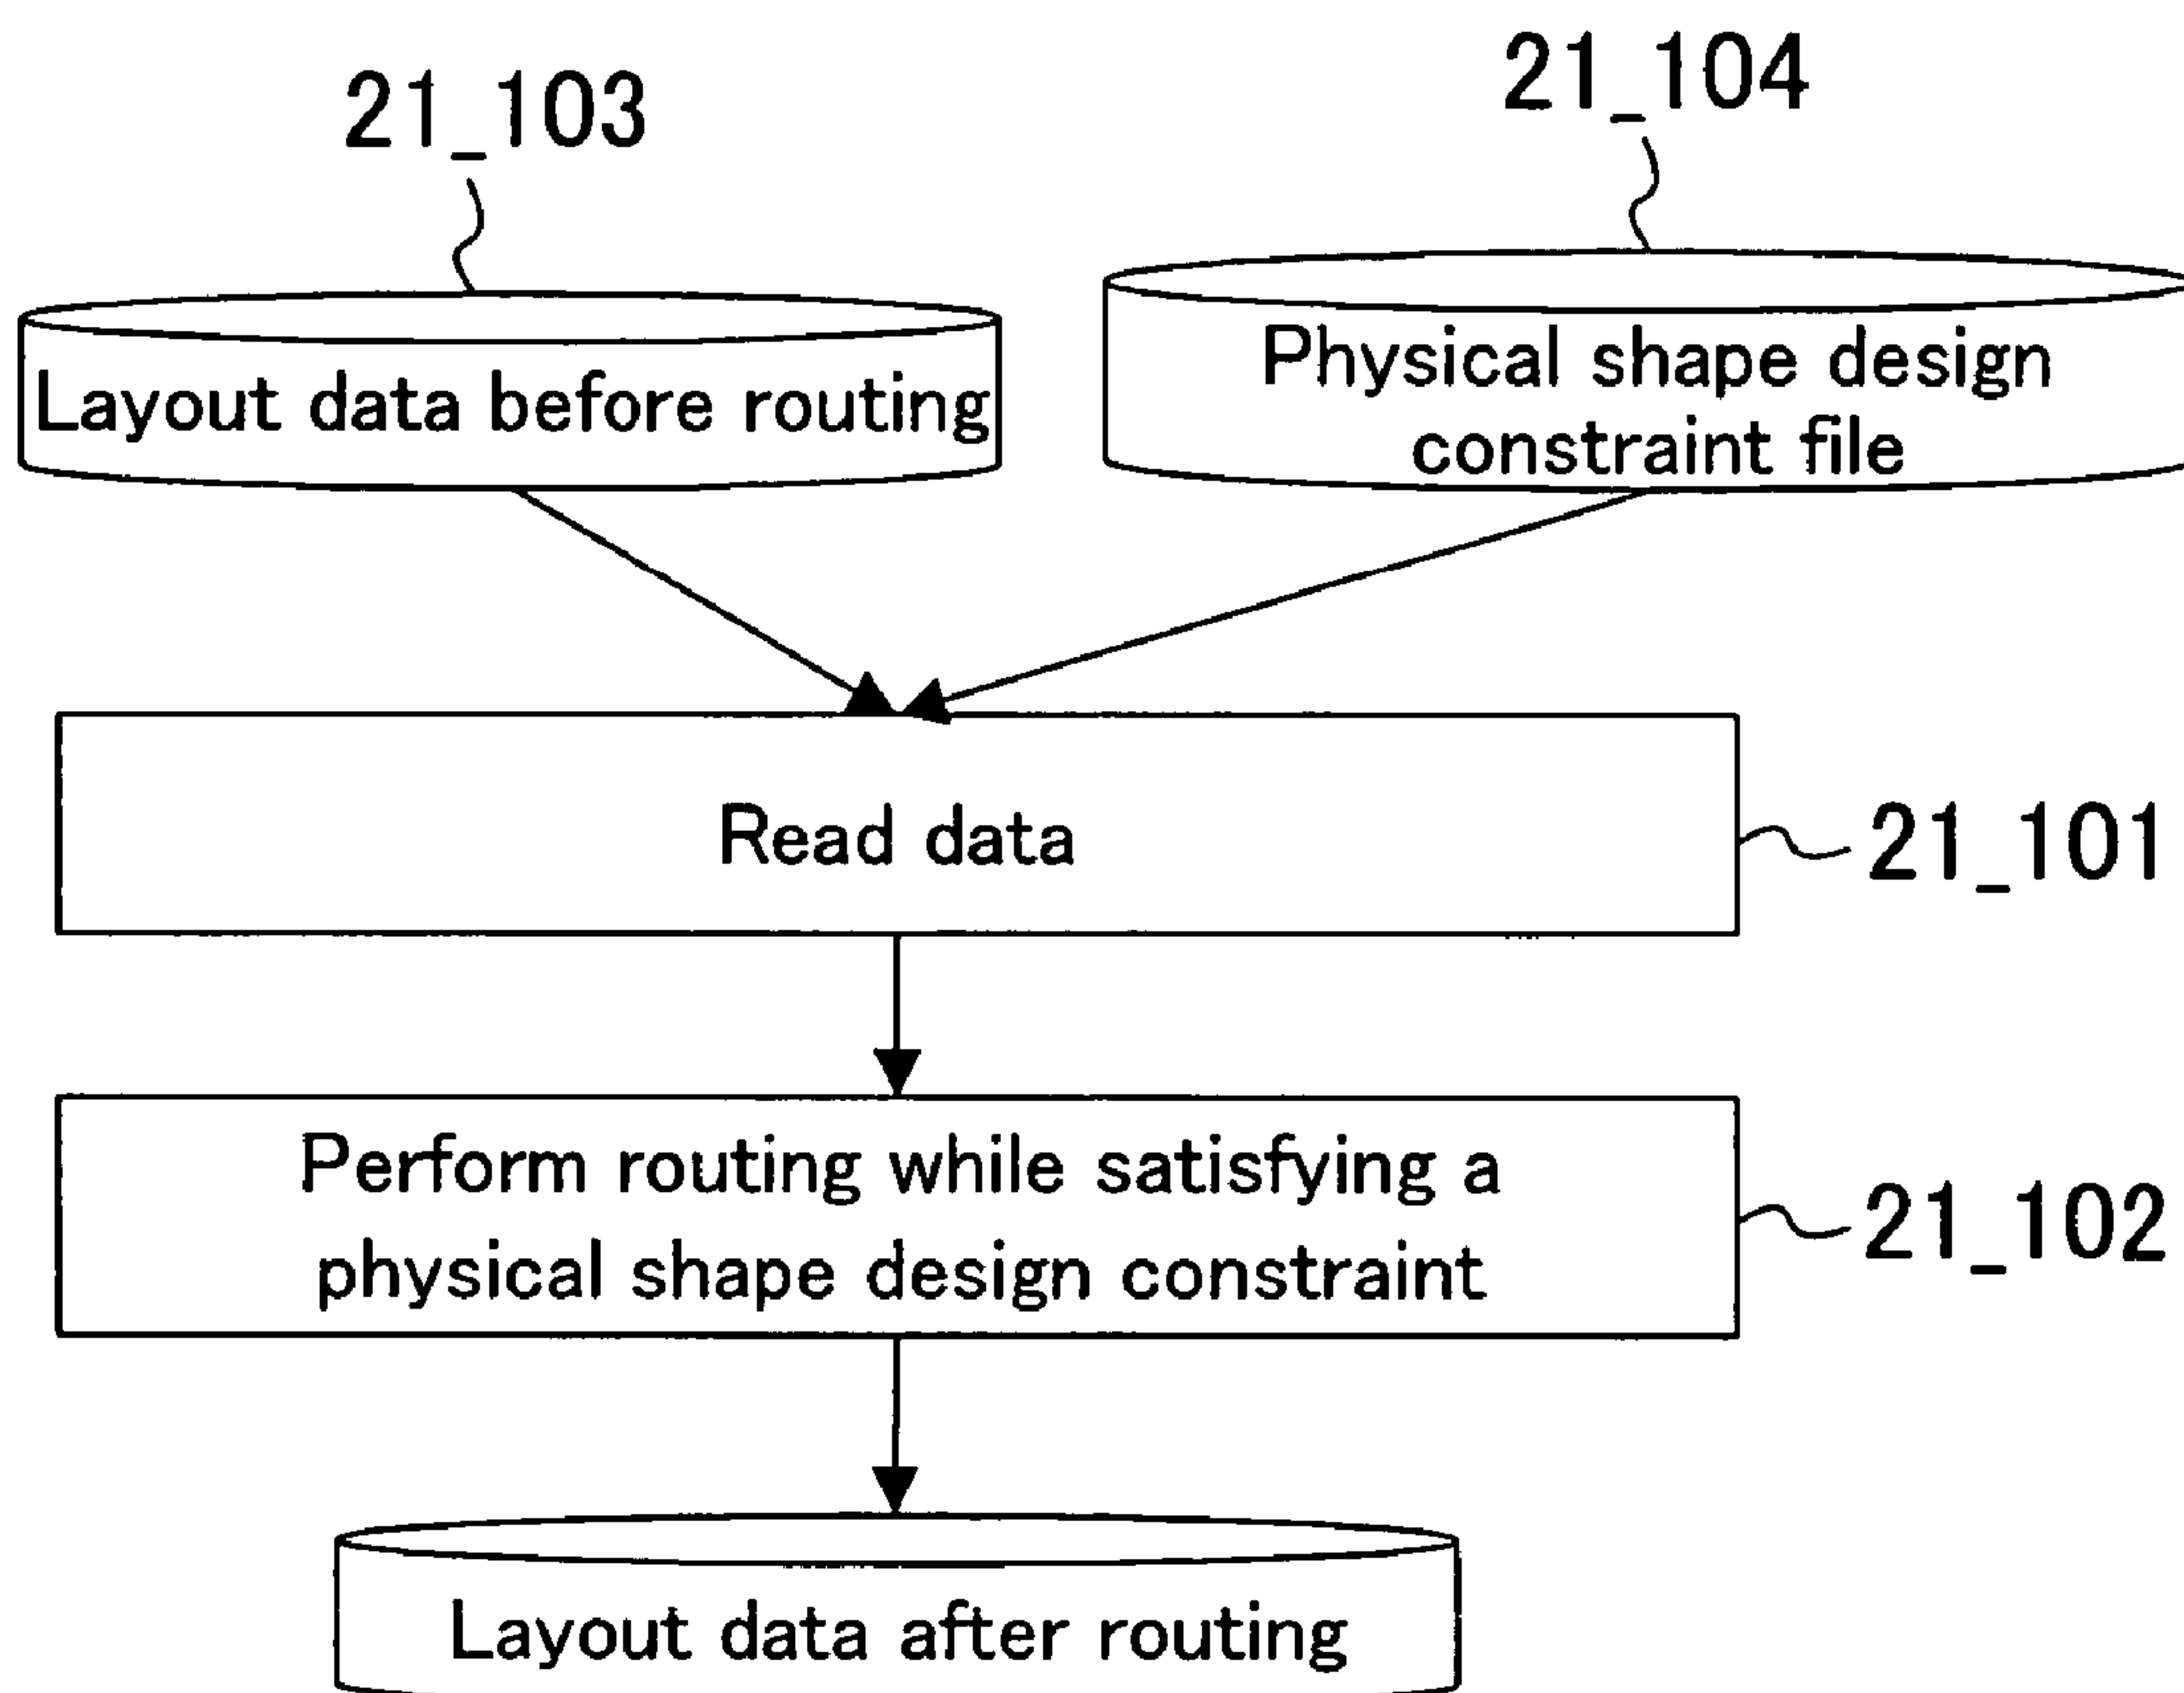 21_103
21_104
Layout data before routing
Physical shape design
constraint file
Read data
21_101
Perform routing while satisfying a
physical shape design constraint
21_102
Layout data after routing